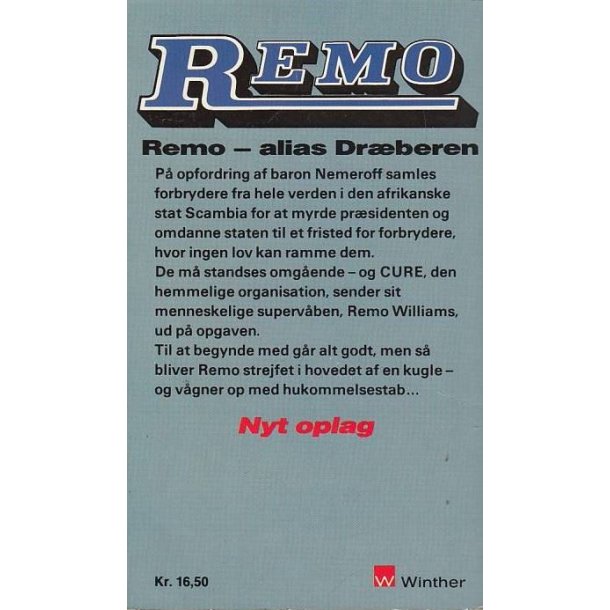 REMO
Remo – alias Dræberen
På opfordring af baron Nemeroff samles
forbrydere fra hele verden i den afrikanske
stat Scambia for at myrde præsidenten og
omdanne staten til et fristed for forbrydere,
hvor ingen lov kan ramme dem.
De må standses omgående – og CURE, den
hemmelige organisation, sender sit
menneskelige supervåben, Remo Williams,
ud på opgaven.
Til at begynde med går alt godt, men så
bliver Remo strejfet i hovedet af en kugle –
og vågner op med hukommelsestab...
Nyt oplag
Kr. 16,50
W Winther